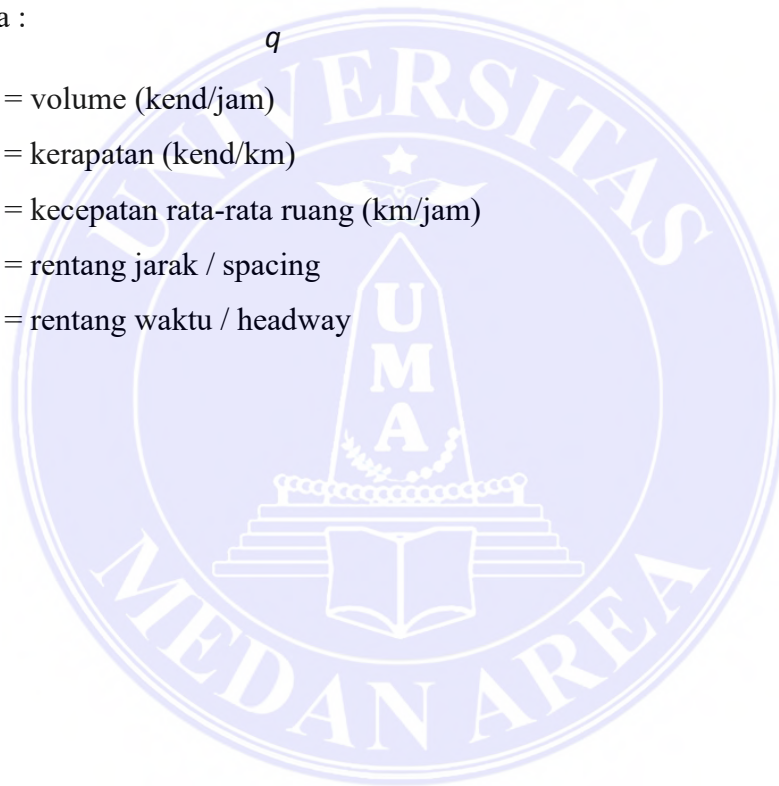 a :
q
= volume (kend/jam)
= kerapatan (kend/km)
= kecepatan rata-rata ruang (km/jam)
= rentang jarak / spacing
= rentang waktu / headway
UNIVERSITAS
UMA
MEDAN AREA